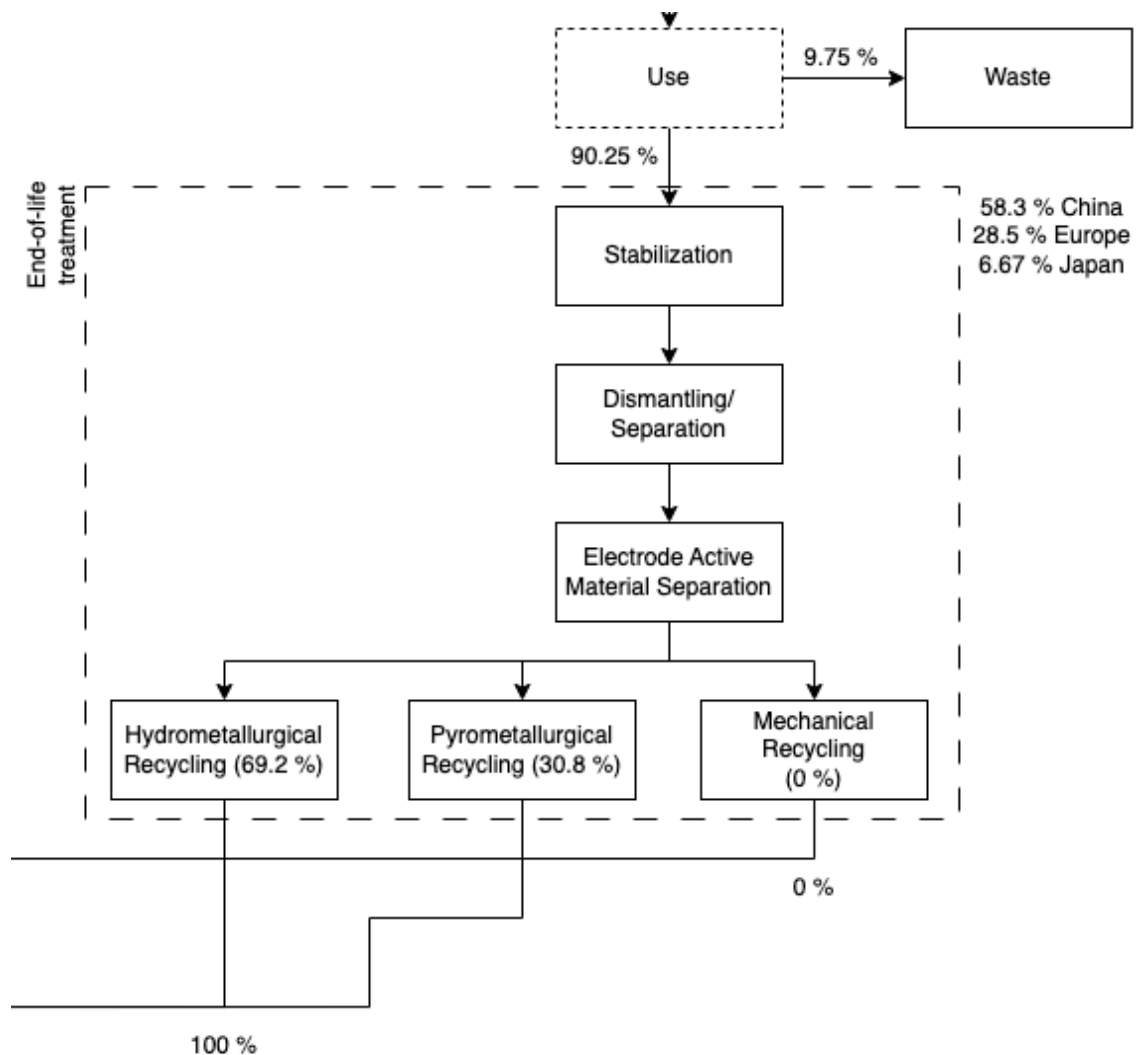 Use
9.75 %
Waste
90.25 %
End-of-life
treatment
58.3 % China
28.5 % Europe
6.67 % Japan
Stabilization
Dismantling/
Separation
Electrode Active
Material Separation
Hydrometallurgical
Recycling (69.2 %)
Pyrometallurgical
Recycling (30.8 %)
Mechanical
Recycling
(0 %)
0 %
100 %